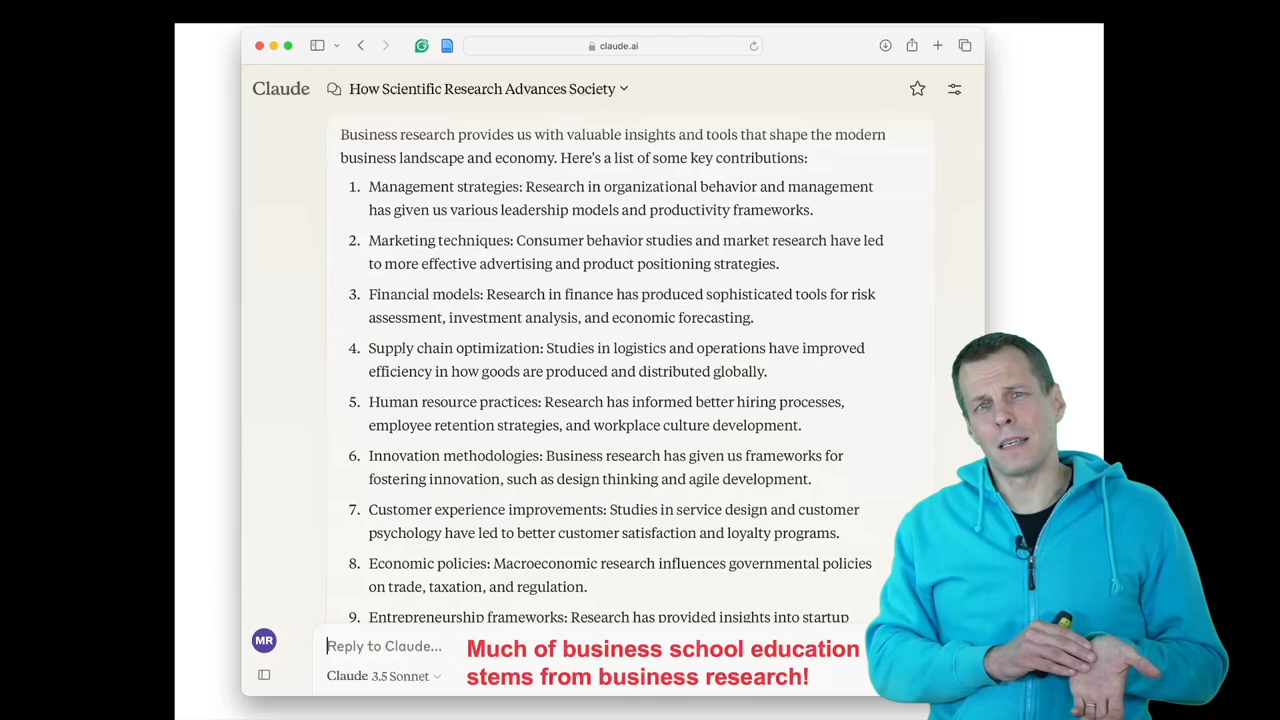 claude.ai
Claude
How Scientific Research Advances Society
Business research provides us with valuable insights and tools that shape the modern
business landscape and economy. Here's a list of some key contributions:
1. Management strategies: Research in organizational behavior and management
has given us various leadership models and productivity frameworks.
2. Marketing techniques: Consumer behavior studies and market research have led
to more effective advertising and product positioning strategies.
3. Financial models: Research in finance has produced sophisticated tools for risk
assessment, investment analysis, and economic forecasting.
4. Supply chain optimization: Studies in logistics and operations have improved
efficiency in how goods are produced and distributed globally.
5. Human resource practices: Research has informed better hiring processes,
employee retention strategies, and workplace culture development.
6. Innovation methodologies: Business research has given us frameworks for
fostering innovation, such as design thinking and agile development.
7. Customer experience improvements: Studies in service design and customer
psychology have led to better customer satisfaction and loyalty programs.
8. Economic policies: Macroeconomic research influences governmental policies
on trade, taxation, and regulation.
9. Entrepreneurship frameworks: Research has provided insights into startup
MR
Reply to Claude...
Claude 3.5 Sonnet
Much of business school education
stems from business research!